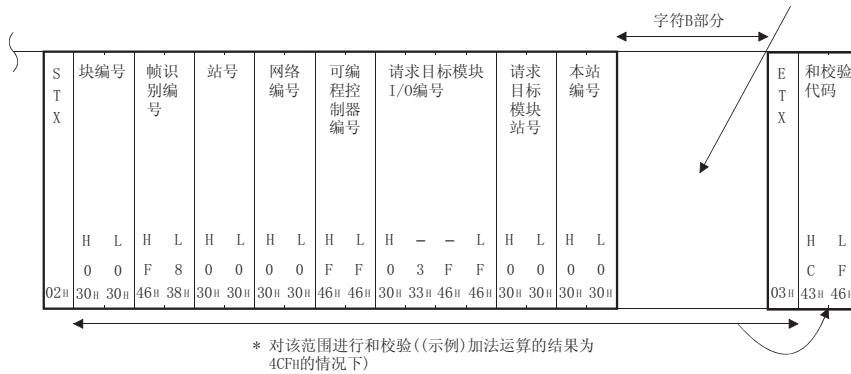 字符B部分
S
T
X
块编号
帧识
别编
号
站号
网络
编号
可编
程控
制器
编号
请求目标模块
I/O编号
请求
目标
模块
站号
本站
编号
E
T
X
和校验
代码
H L H L H L H L H L H － － L H L H L H L
0 0 F 8 0 0 0 0 F F 0 3 F F 0 0 0 0 C F
02H 30H 30H 46H 38H 30H 30H 30H 30H 46H 46H 30H 33H 46H 46H 30H 30H 30H 30H 03H 43H 46H
* 对该范围进行和校验((示例)加法运算的结果为
4CFH的情况下)